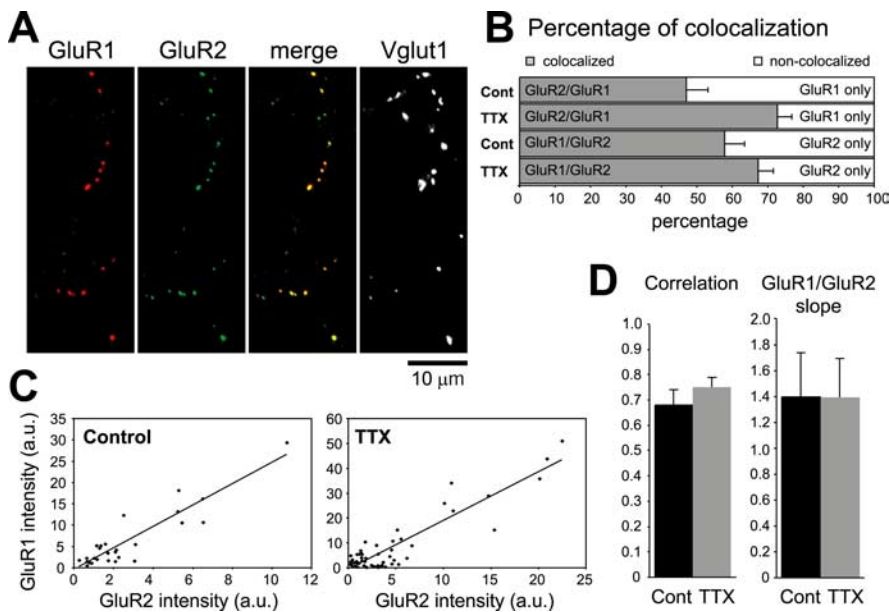 A
GluR1 GluR2 merge Vglut1
10 μm
B Percentage of colocalization
colocalized non-colocalized
Cont GluR2/GluR1 GluR1 only
TTX GluR2/GluR1 GluR1 only
Cont GluR1/GluR2 GluR2 only
TTX GluR1/GluR2 GluR2 only
0 10 20 30 40 50 60 70 80 90 100
percentage
C
GluR1 intensity (a.u.)
35
30
25
20
15
10
5
0
Control
0 2 4 6 8 10 12
GluR2 intensity (a.u.)
60
50
40
30
20
10
0
TTX
0 5 10 15 20 25
GluR2 intensity (a.u.)
D
Correlation
1.0
0.9
0.8
0.7
0.6
0.5
0.4
0.3
0.2
0.1
0
Cont TTX
GluR1/GluR2
slope
2.0
1.8
1.6
1.4
1.2
1.0
0.8
0.6
0.4
0.2
0
Cont TTX